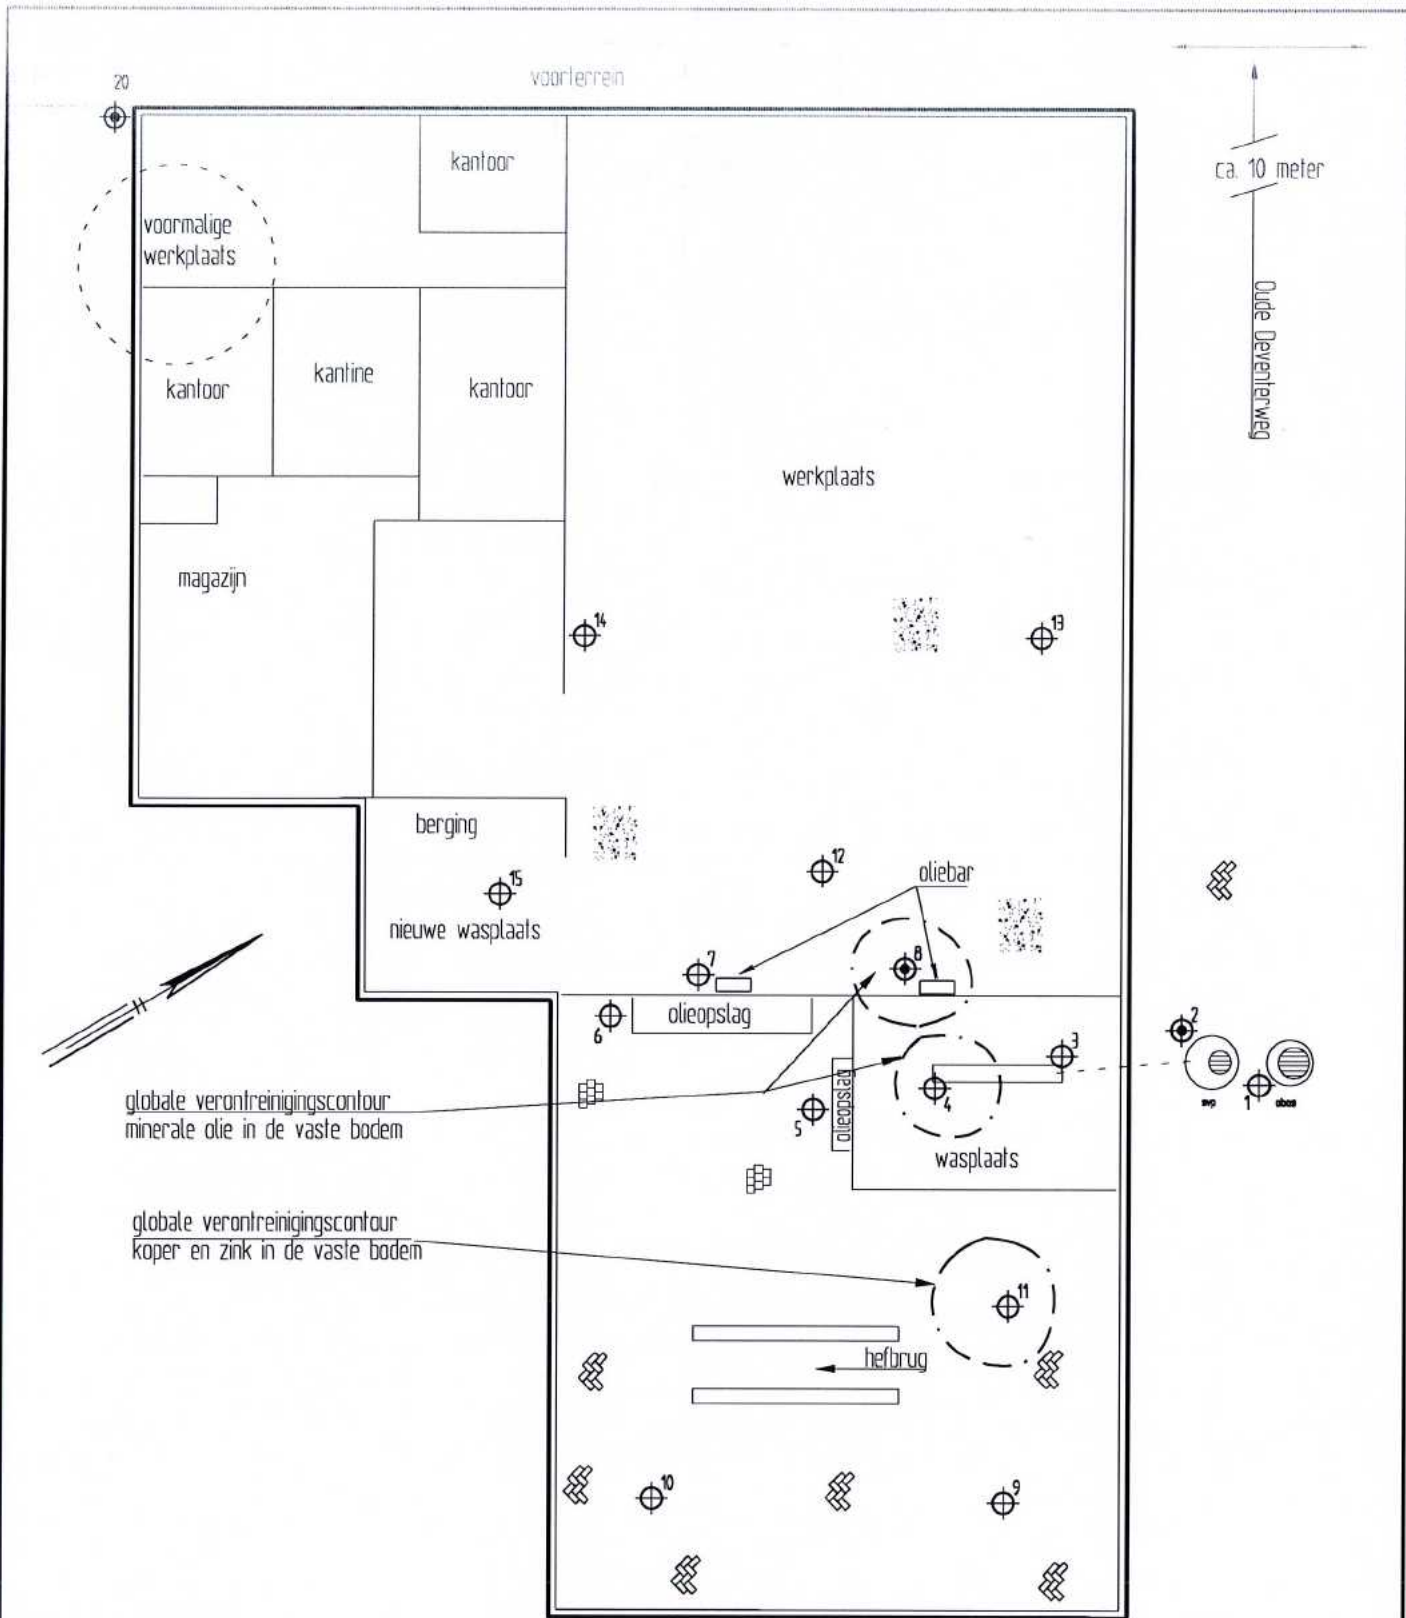 voorterrein
20
ca. 10 meter
Oude Deventerweg
kantoor
voormalige
werkplaats
kantoor
kantine
kantoor
werkplaats
magazijn
14
13
berging
12
oliebar
15
nieuwe wasplaats
7
8
6
olieopslag
2
3
globale verontreinigingscontour
minerale olie in de vaste bodem
5
olieopslag
4
svp
1
obas
wasplaats
globale verontreinigingscontour
koper en zink in de vaste bodem
11
hefbrug
10
9